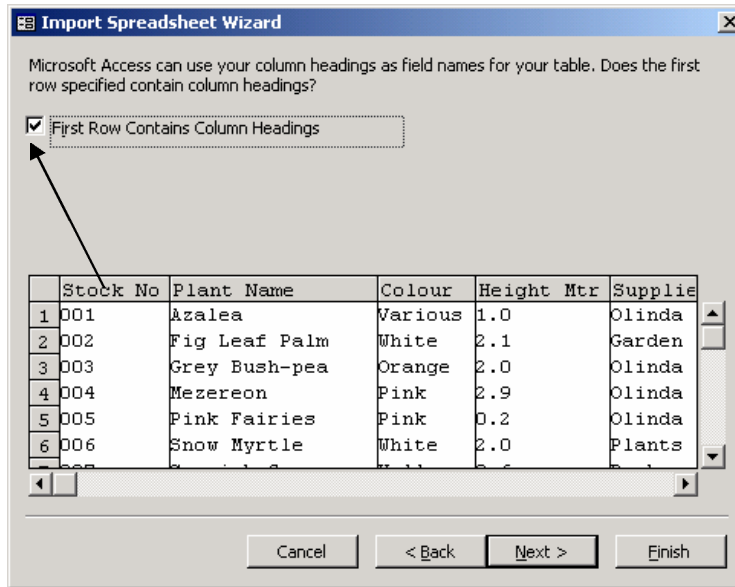 Import Spreadsheet Wizard
Microsoft Access can use your column headings as field names for your table. Does the first
row specified contain column headings?
First Row Contains Column Headings
Stock No Plant Name Colour Height Mtr Supplie
1 001 Azalea Various 1.0 Olinda
2 002 Fig Leaf Palm White 2.1 Garden
3 003 Grey Bush-pea Orange 2.0 Olinda
4 004 Mezereon Pink 2.9 Olinda
5 005 Pink Fairies Pink 0.2 Olinda
6 006 Snow Myrtle White 2.0 Plants
Cancel < Back Next > Finish